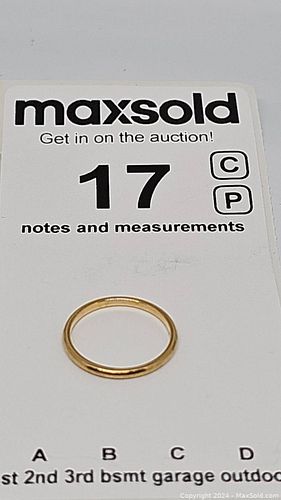 maxsold
Get in on the auction!
17
C
P
notes and measurements
A B C D
st 2nd 3rd bsmt garage outdoo
Copyright 2024 - MaxSold.com